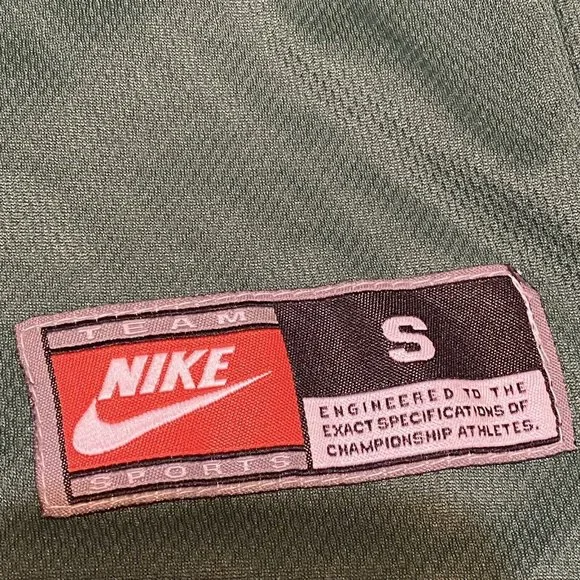 TEAM
NIKE
SPORTS
S
ENGINEERED TO THE
EXACT SPECIFICATIONS OF
CHAMPIONSHIP ATHLETES.